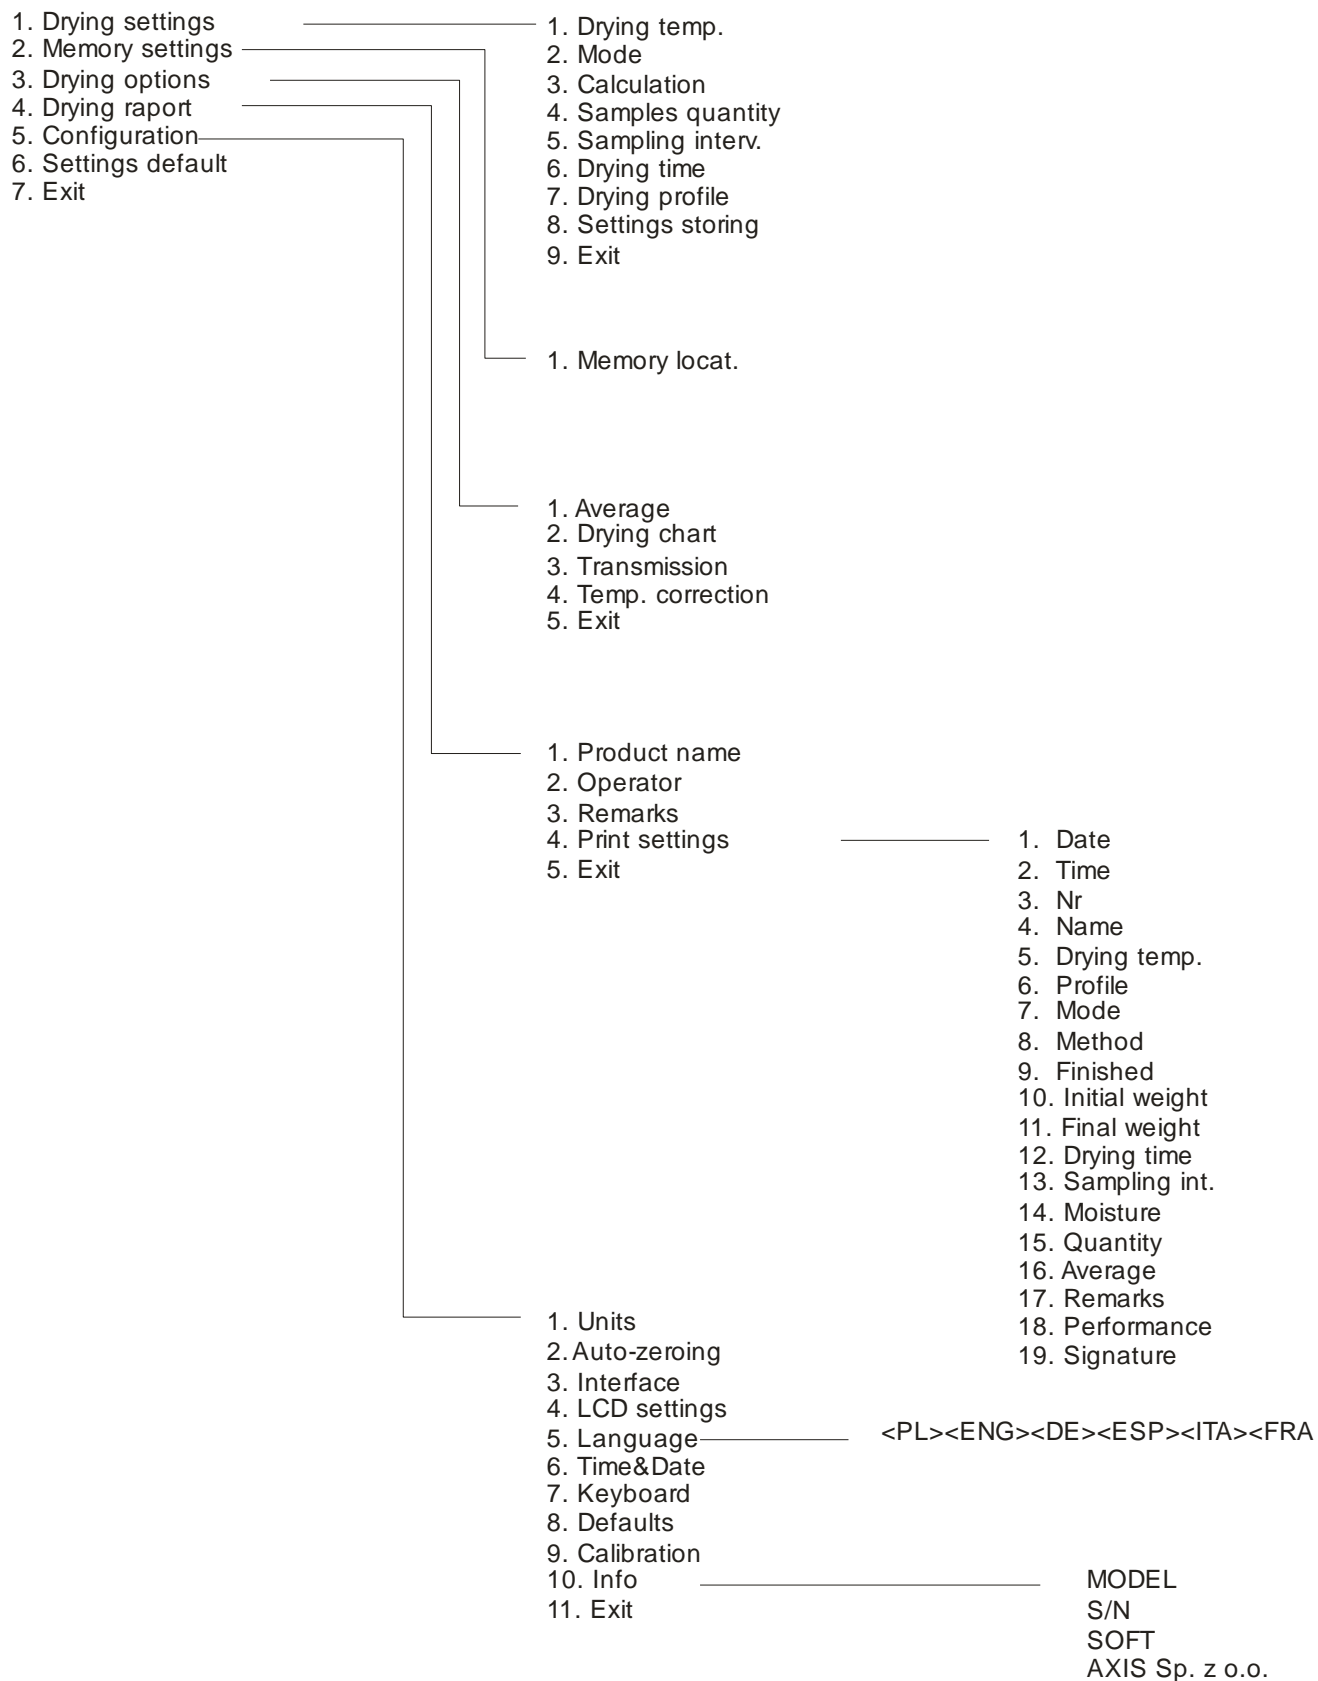 1. Drying settings
2. Memory settings
3. Drying options
4. Drying raport
5. Configuration
6. Settings default
7. Exit
1. Drying temp.
2. Mode
3. Calculation
4. Samples quantity
5. Sampling interv.
6. Drying time
7. Drying profile
8. Settings storing
9. Exit
1. Memory locat.
1. Average
2. Drying chart
3. Transmission
4. Temp. correction
5. Exit
1. Product name
2. Operator
3. Remarks
4. Print settings
5. Exit
1. Date
2. Time
3. Nr
4. Name
5. Drying temp.
6. Profile
7. Mode
8. Method
9. Finished
10. Initial weight
11. Final weight
12. Drying time
13. Sampling int.
14. Moisture
15. Quantity
16. Average
17. Remarks
18. Performance
19. Signature
1. Units
2. Auto-zeroing
3. Interface
4. LCD settings
5. Language
6. Time&Date
7. Keyboard
8. Defaults
9. Calibration
10. Info
11. Exit
<PL><ENG><DE><ESP><ITA><FRA
MODEL
S/N
SOFT
AXIS Sp. z o.o.